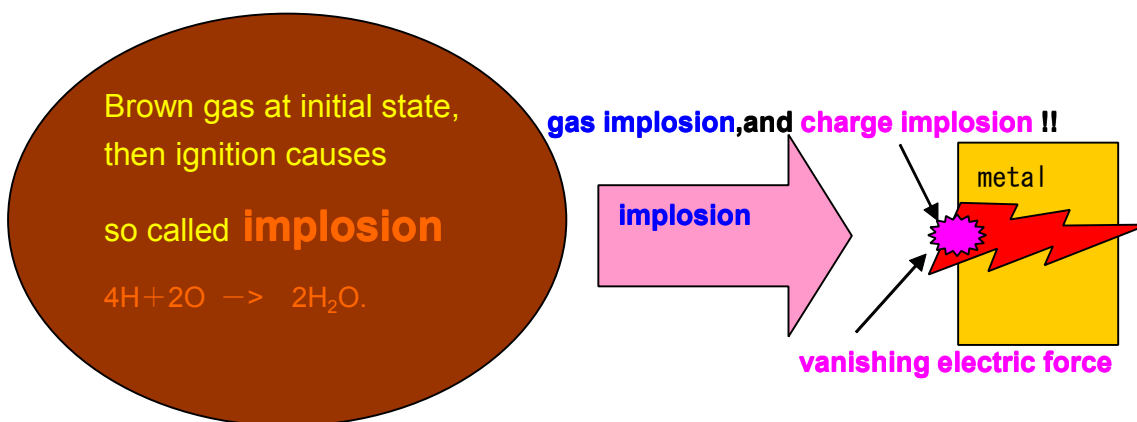 Brown gas at initial state,
then ignition causes
so called implosion
4H＋2O －> 2H₂O.
gas implosion,and charge implosion !!
implosion
metal
vanishing electric force